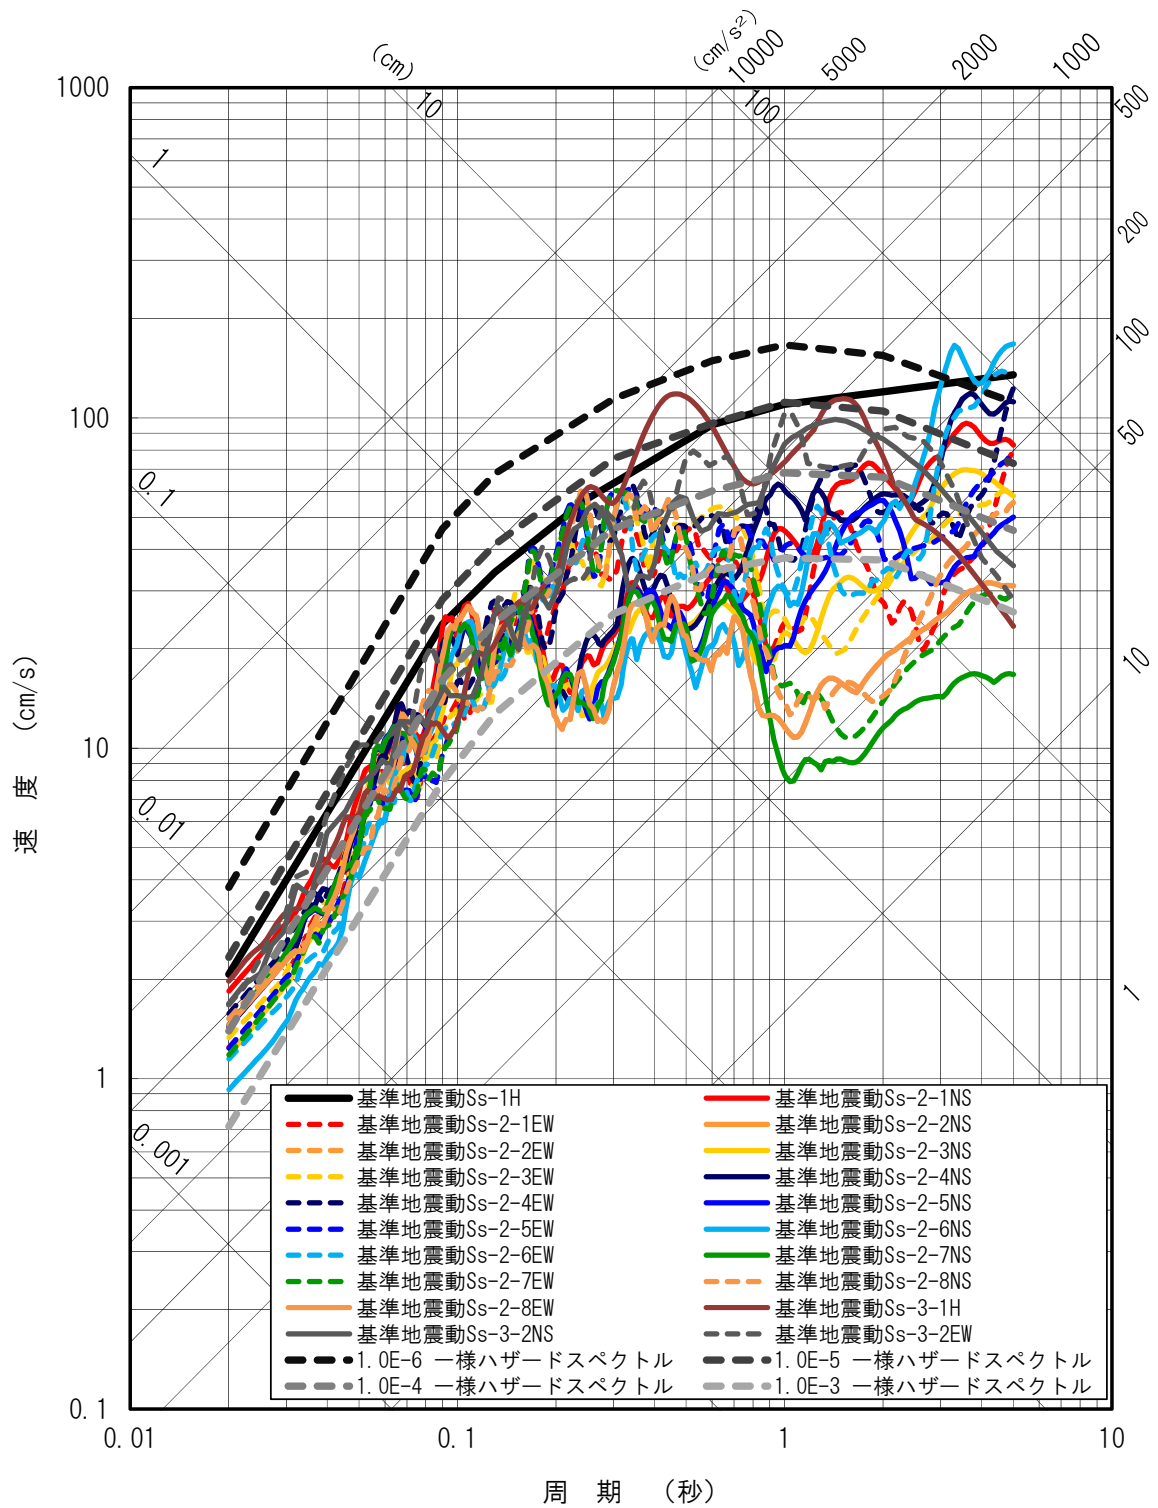 (cm)
(cm/s²)
10000
5000
2000
1000
500
200
100
50
10
1
10
100
1
0.1
0.01
0.001
1000
100
10
1
0.1
速 度 (cm/s)
基準地震動Ss-1H
基準地震動Ss-2-1NS
基準地震動Ss-2-1EW
基準地震動Ss-2-2NS
基準地震動Ss-2-2EW
基準地震動Ss-2-3NS
基準地震動Ss-2-3EW
基準地震動Ss-2-4NS
基準地震動Ss-2-4EW
基準地震動Ss-2-5NS
基準地震動Ss-2-5EW
基準地震動Ss-2-6NS
基準地震動Ss-2-6EW
基準地震動Ss-2-7NS
基準地震動Ss-2-7EW
基準地震動Ss-2-8NS
基準地震動Ss-2-8EW
基準地震動Ss-3-1H
基準地震動Ss-3-2NS
基準地震動Ss-3-2EW
1.0E-6 一様ハザードスペクトル
1.0E-5 一様ハザードスペクトル
1.0E-4 一様ハザードスペクトル
1.0E-3 一様ハザードスペクトル
0.01
0.1
1
10
周 期 (秒)